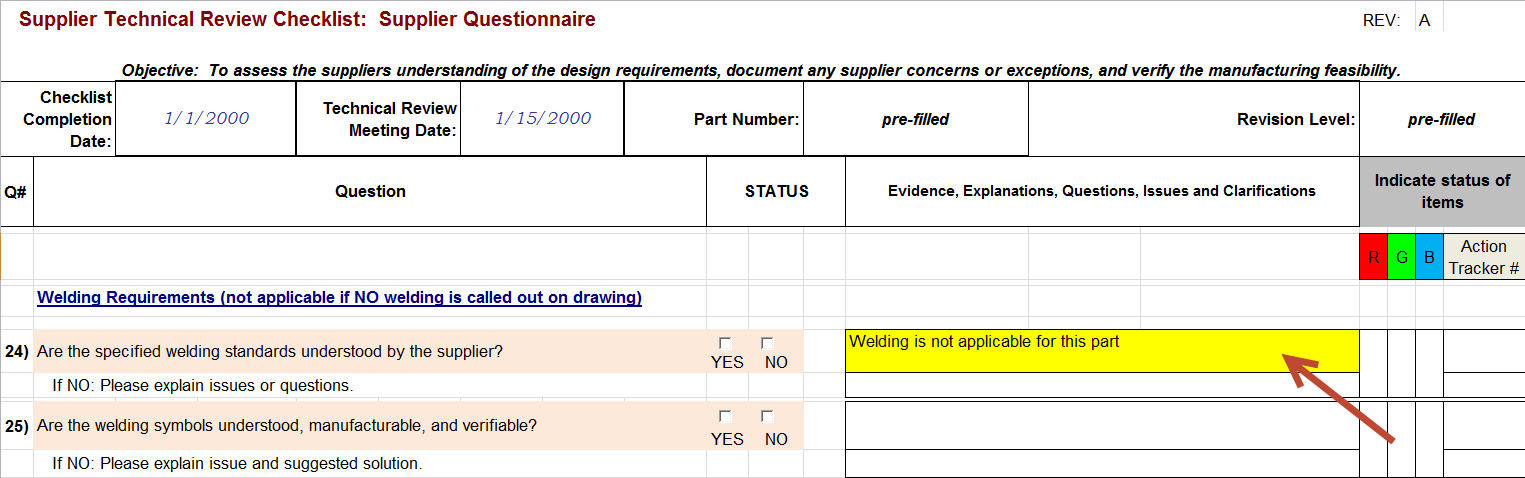 Supplier Technical Review Checklist:  Supplier Questionnaire
REV: A
Objective:  To assess the suppliers understanding of the design requirements, document any supplier concerns or exceptions, and verify the manufacturing feasibility.
Checklist
Completion
Date:
1/1/2000
Technical Review
Meeting Date:
1/15/2000
Part Number:
pre-filled
Revision Level:
pre-filled
Q#
Question
STATUS
Evidence, Explanations, Questions, Issues and Clarifications
Indicate status of
items
R G B
Action
Tracker #
Welding Requirements (not applicable if NO welding is called out on drawing)
24) Are the specified welding standards understood by the supplier?
YES NO
Welding is not applicable for this part
If NO: Please explain issues or questions.
25) Are the welding symbols understood, manufacturable, and verifiable?
YES NO
If NO: Please explain issue and suggested solution.